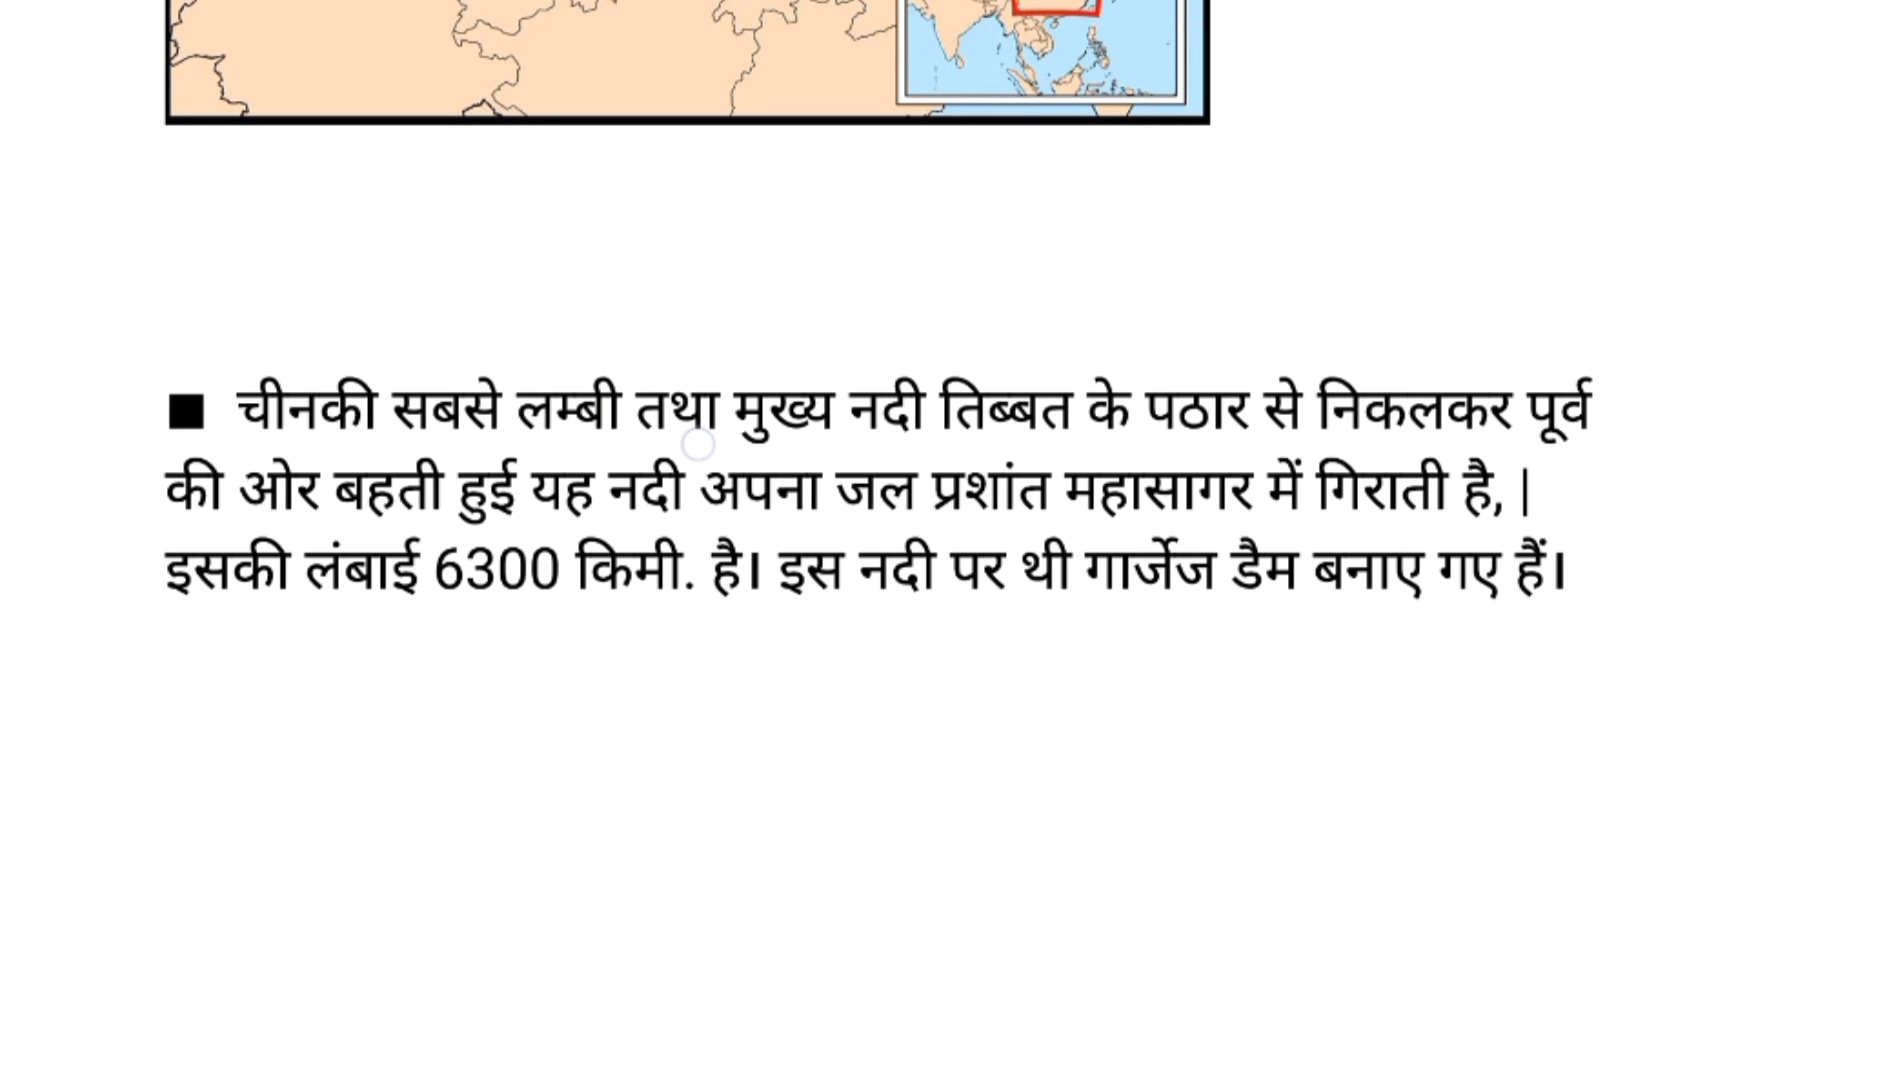 ■ चीनकी सबसे लम्बी तथा मुख्य नदी तिब्बत के पठार से निकलकर पूर्व
की ओर बहती हुई यह नदी अपना जल प्रशांत महासागर में गिराती है, |
इसकी लंबाई 6300 किमी. है। इस नदी पर थी गार्जेज डैम बनाए गए हैं।